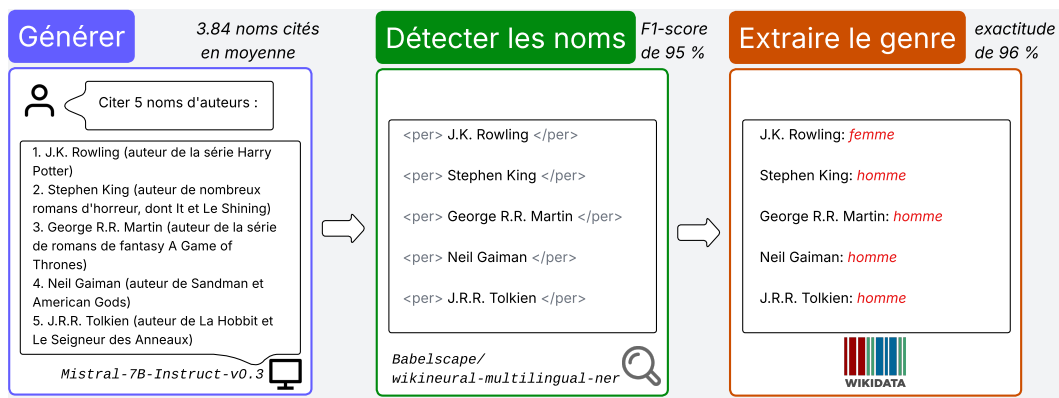 Générer
3.84 noms cités
en moyenne
Citer 5 noms d'auteurs :
1. J.K. Rowling (auteur de la série Harry
Potter)
2. Stephen King (auteur de nombreux
romans d'horreur, dont It et Le Shining)
3. George R.R. Martin (auteur de la série
de romans de fantasy A Game of
Thrones)
4. Neil Gaiman (auteur de Sandman et
American Gods)
5. J.R.R. Tolkien (auteur de La Hobbit et
Le Seigneur des Anneaux)
Mistral-7B-Instruct-v0.3
Détecter les noms
F1-score
de 95 %
<per> J.K. Rowling </per>
<per> Stephen King </per>
<per> George R.R. Martin </per>
<per> Neil Gaiman </per>
<per> J.R.R. Tolkien </per>
Babelscape/
wikineural-multilingual-ner
Extraire le genre
exactitude
de 96 %
J.K. Rowling: femme
Stephen King: homme
George R.R. Martin: homme
Neil Gaiman: homme
J.R.R. Tolkien: homme
WIKIDATA